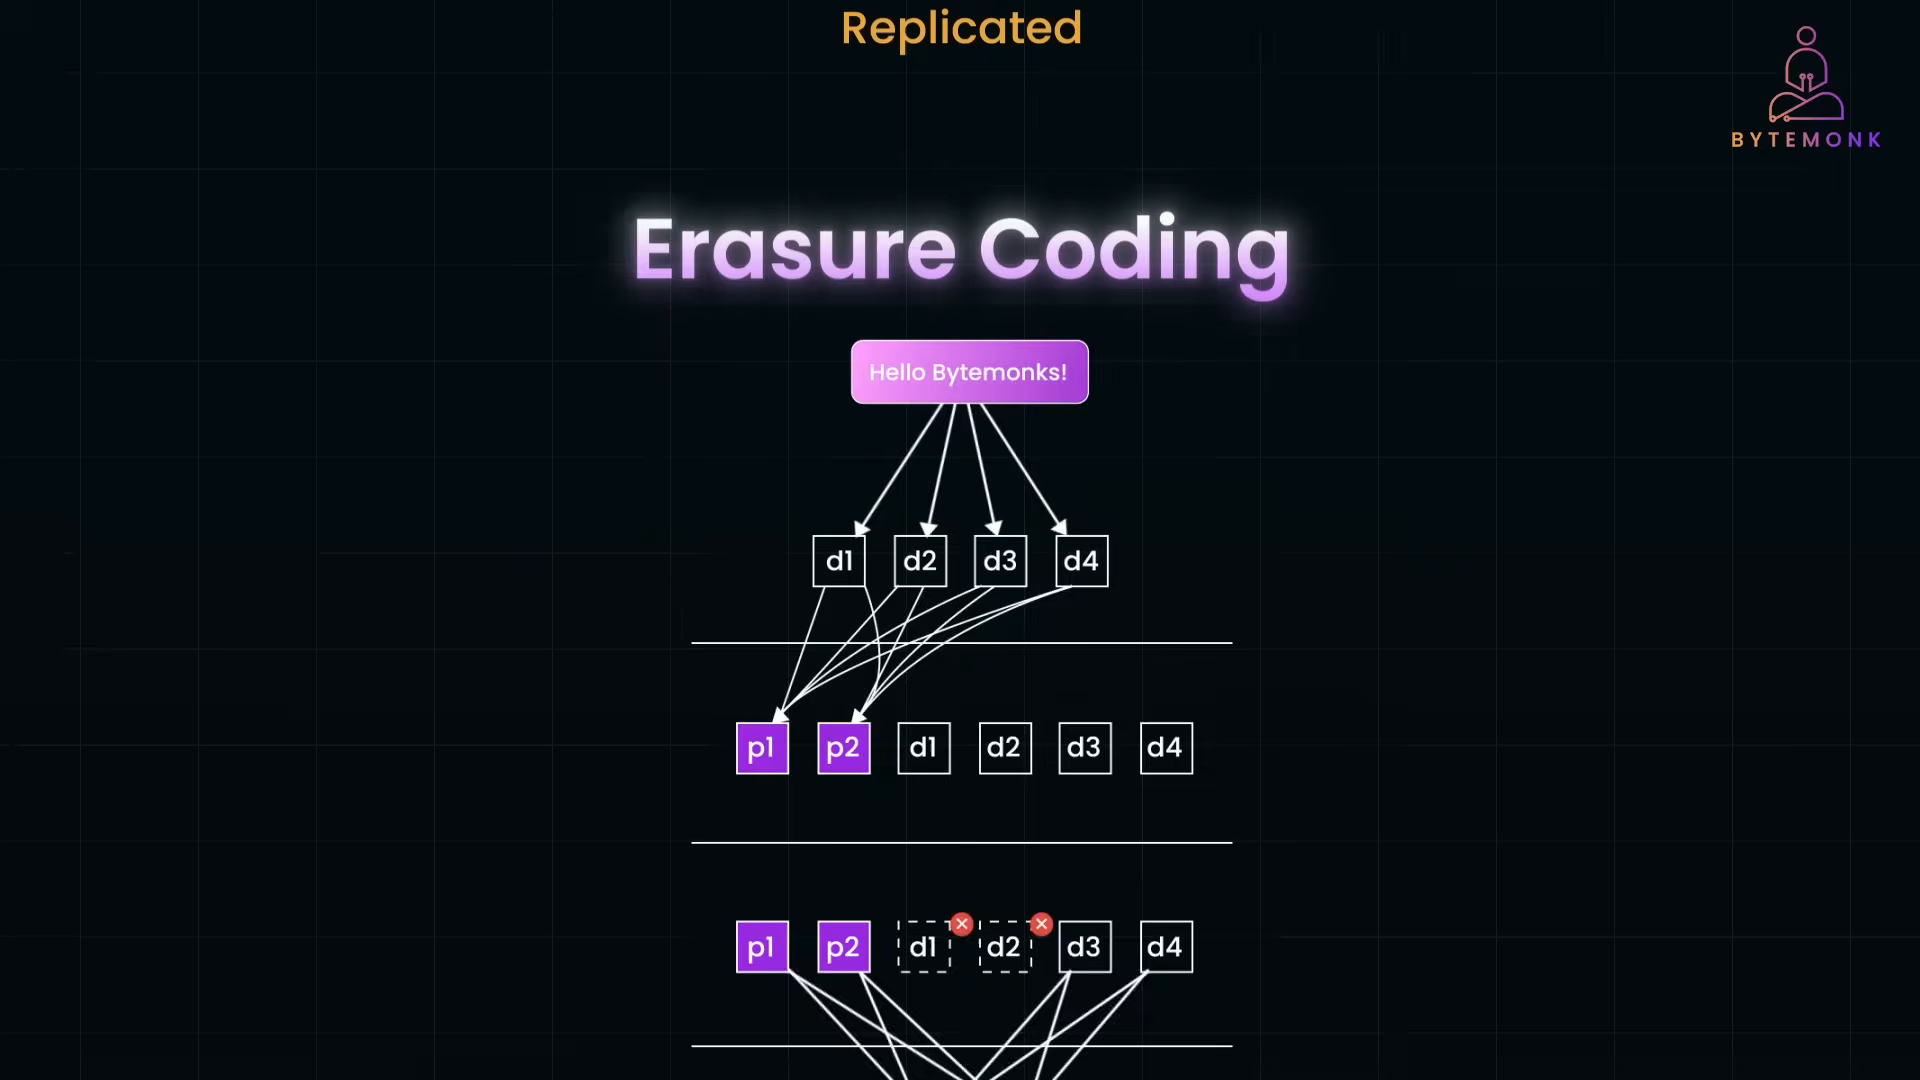 Replicated
BYTEMONK
Erasure Coding
Hello Bytemonks!
d1 d2 d3 d4
p1 p2 d1 d2 d3 d4
p1 p2 d1 d2 d3 d4